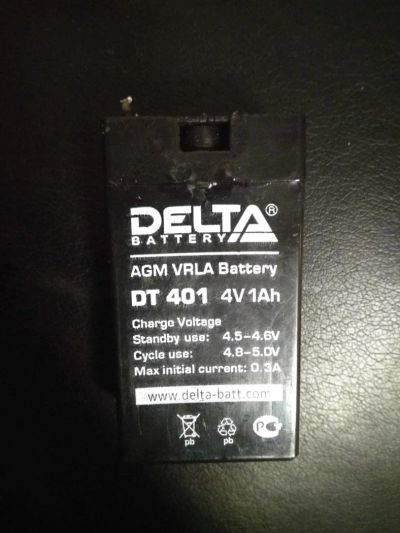 DELTA®
BATTERY
AGM VRLA Battery
DT 401 4V 1Ah
Charge Voltage
Standby use: 4.5–4.6V
Cycle use: 4.8–5.0V
Max initial current: 0.3A
www.delta-batt.com
pb pb